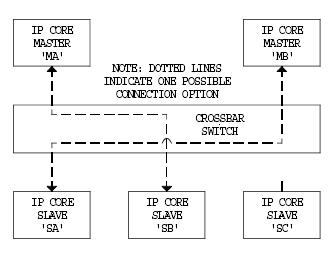 IP CORE
MASTER
'MA'
IP CORE
MASTER
'MB'
NOTE: DOTTED LINES
INDICATE ONE POSSIBLE
CONNECTION OPTION
CROSSBAR
SWITCH
IP CORE
SLAVE
'SA'
IP CORE
SLAVE
'SB'
IP CORE
SLAVE
'SC'